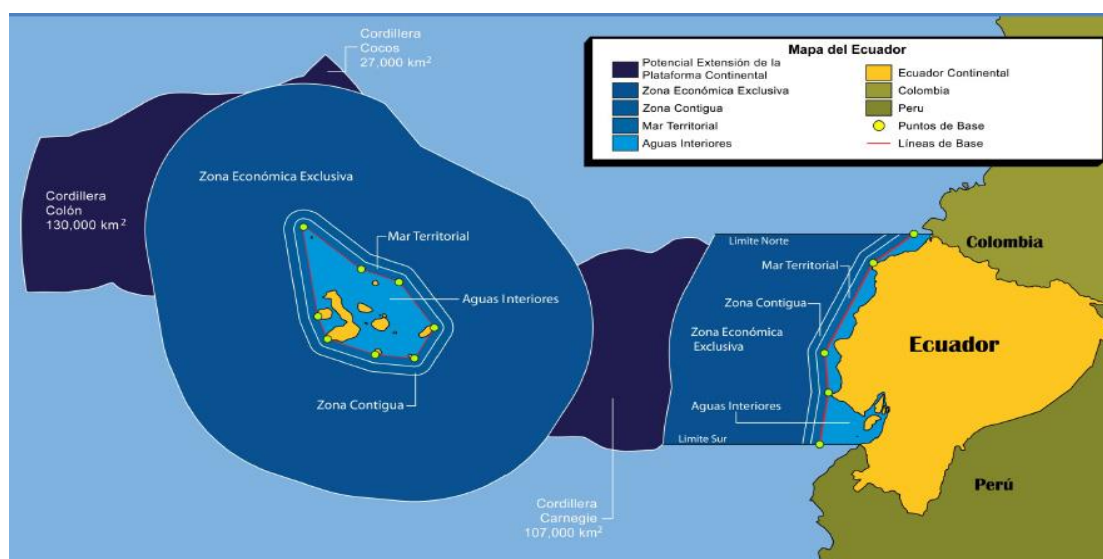 Cordillera
Cocos
27,000 km²
Mapa del Ecuador
Potencial Extensión de la
Plataforma Continental
Zona Económica Exclusiva
Zona Contigua
Mar Territorial
Aguas Interiores
Ecuador Continental
Colombia
Peru
Puntos de Base
Líneas de Base
Cordillera
Colón
130,000 km²
Zona Económica Exclusiva
Mar Territorial
Aguas Interiores
Zona Contigua
Limite Norte
Mar Territorial
Zona Contigua
Zona Económica
Exclusiva
Aguas Interiores
Limite Sur
Colombia
Ecuador
Perú
Cordillera
Carnegie
107,000 km²